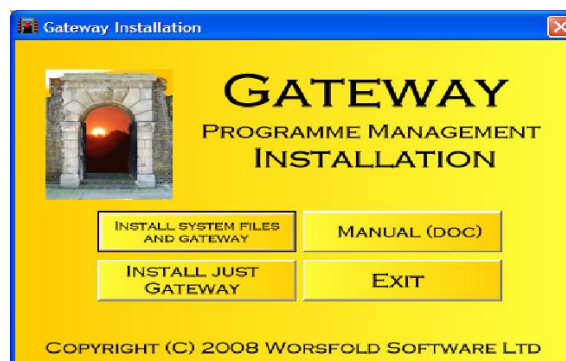 Gateway Installation
GATEWAY
PROGRAMME MANAGEMENT
INSTALLATION
INSTALL SYSTEM FILES
AND GATEWAY
MANUAL (DOC)
INSTALL JUST
GATEWAY
EXIT
COPYRIGHT (C) 2008 WORSFOLD SOFTWARE LTD